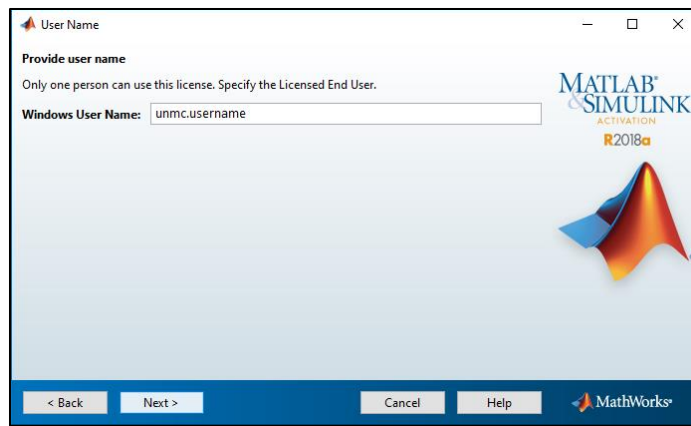 User Name
Provide user name
Only one person can use this license. Specify the Licensed End User.
Windows User Name: unmc.username
MATLAB®
&SIMULINK
ACTIVATION
R2018a
< Back Next > Cancel Help MathWorks®